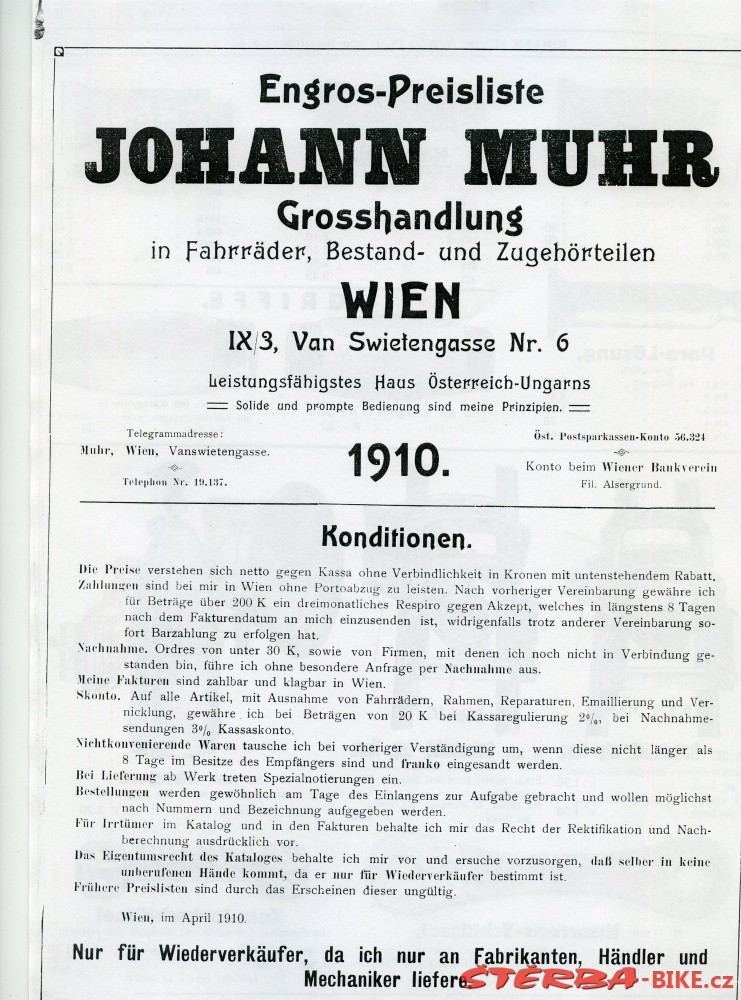 Engros-Preisliste
JOHANN MUHR
Grosshandlung
in Fahrräder, Bestand- und Zugehörteilen
WIEN
IX/3, Van Swietengasse Nr. 6
Leistungsfähigstes Haus Österreich-Ungarns
Solide und prompte Bedienung sind meine Prinzipien.
Telegrammadresse:
Muhr, Wien, Vanswietengasse.
Telephon Nr. 19.137.
1910.
Öst. Postsparkassen-Konto 56.324
Konto beim Wiener Bankverein
Fil. Alsergrund.
Konditionen.
Die Preise verstehen sich netto gegen Kassa ohne Verbindlichkeit in Kronen mit untenstehendem Rabatt.
Zahlungen sind bei mir in Wien ohne Portoabzug zu leisten. Nach vorheriger Vereinbarung gewähre ich
für Beträge über 200 K ein dreimonatliches Respiro gegen Akzept, welches in längstens 8 Tagen
nach dem Fakturendatum an mich einzusenden ist, widrigenfalls trotz anderer Vereinbarung so-
fort Barzahlung zu erfolgen hat.
Nachnahme. Ordres von unter 30 K, sowie von Firmen, mit denen ich noch nicht in Verbindung ge-
standen bin, führe ich ohne besondere Anfrage per Nachnahme aus.
Meine Fakturen sind zahlbar und klagbar in Wien.
Skonto. Auf alle Artikel, mit Ausnahme von Fahrrädern, Rahmen, Reparaturen, Emaillierung und Ver-
nicklung, gewähre ich bei Beträgen von 20 K bei Kassaregulierung 2%, bei Nachnahme-
sendungen 3% Kassaskonto.
Nichtkonvenierende Waren tausche ich bei vorheriger Verständigung um, wenn diese nicht länger als
8 Tage im Besitze des Empfängers sind und franko eingesandt werden.
Bei Lieferung ab Werk treten Spezialnotierungen ein.
Bestellungen werden gewöhnlich am Tage des Einlangens zur Aufgabe gebracht und wollen möglichst
nach Nummern und Bezeichnung aufgegeben werden.
Für Irrtümer im Katalog und in den Fakturen behalte ich mir das Recht der Rektifikation und Nach-
berechnung ausdrücklich vor.
Das Eigentumsrecht des Kataloges behalte ich mir vor und ersuche vorzusorgen, daß selber in keine
unberufenen Hände kommt, da er nur für Wiederverkäufer bestimmt ist.
Frühere Preislisten sind durch das Erscheinen dieser ungültig.
Wien, im April 1910.
Nur für Wiederverkäufer, da ich nur an Fabrikanten, Händler und
Mechaniker liefere
ŠTĚRBA-BIKE.cz